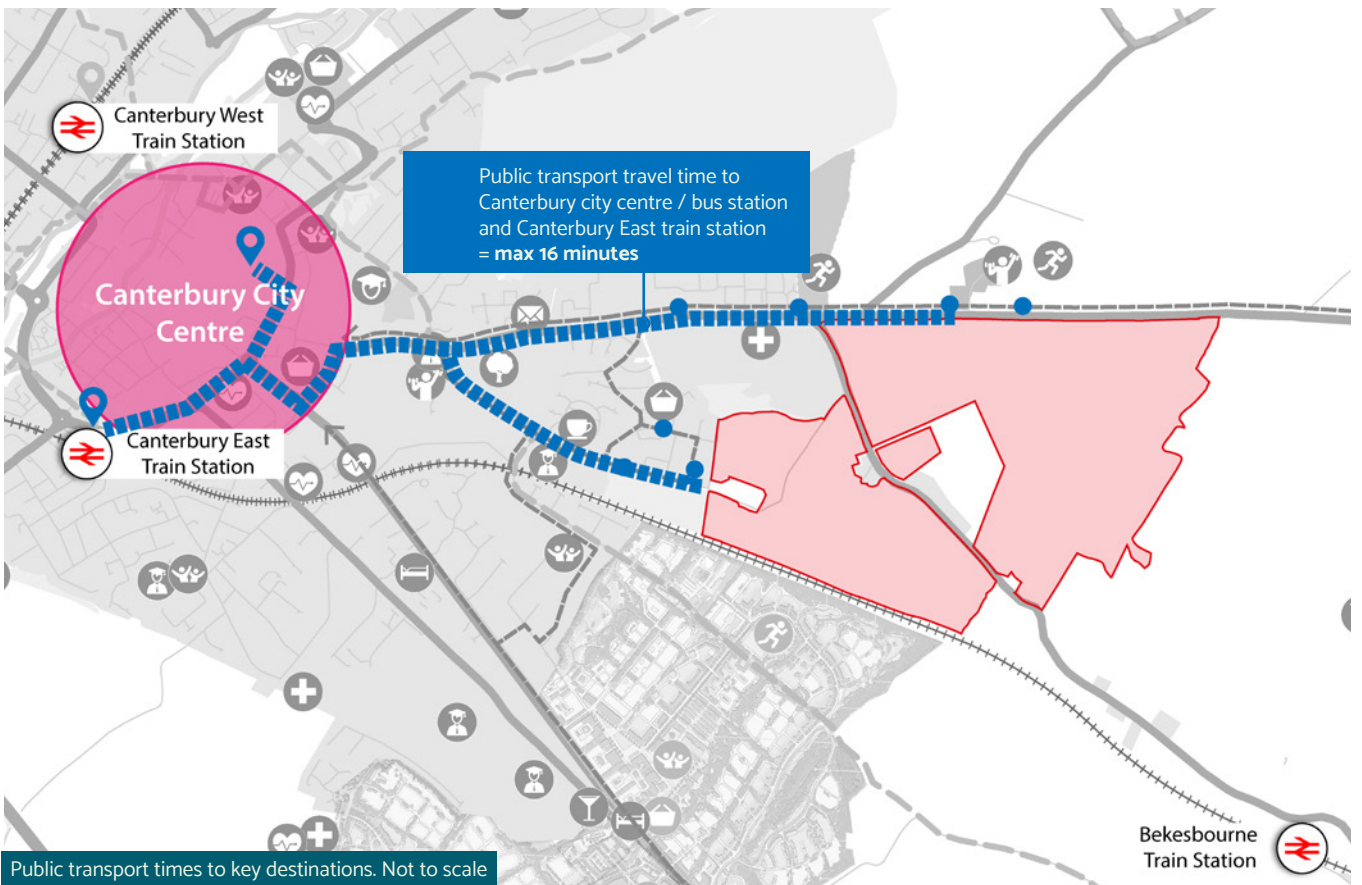 Canterbury West
Train Station
Public transport travel time to
Canterbury city centre / bus station
and Canterbury East train station
= max 16 minutes
Canterbury City
Centre
Canterbury East
Train Station
Bekesbourne
Train Station
Public transport times to key destinations. Not to scale